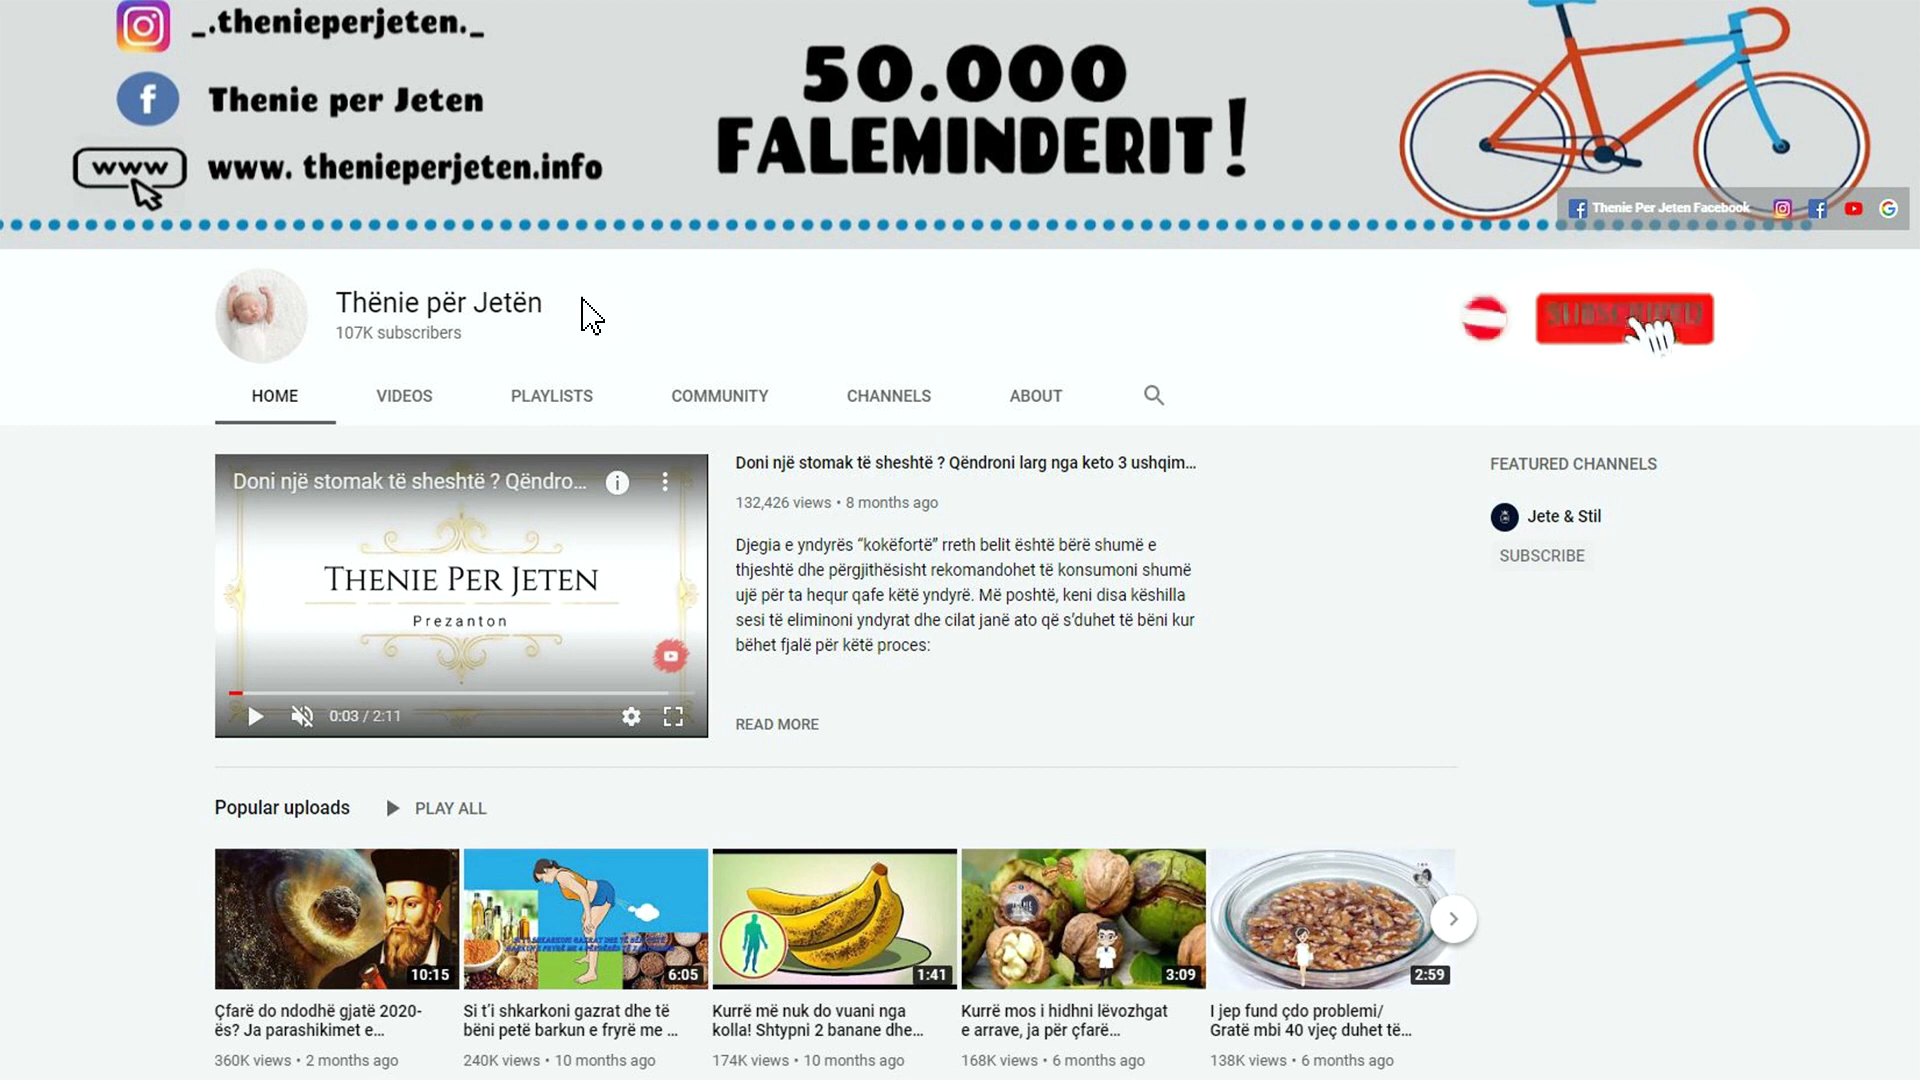 _.thenieperjeten._
Thenie per Jeten
www
www. thenieperjeten.info
50.000
FALEMINDERIT!
Thenie Per Jeten Facebook
Thënie për Jetën
107K subscribers
HOME
VIDEOS
PLAYLISTS
COMMUNITY
CHANNELS
ABOUT
Doni një stomak të sheshtë ? Qëndro...
THENIE PER JETEN
Prezanton
0:03 / 2:11
Doni një stomak të sheshtë ? Qëndroni larg nga keto 3 ushqim...
132,426 views • 8 months ago
Djegia e yndyrës “kokëfortë” rreth belit është bërë shumë e
thjeshtë dhe përgjithësisht rekomandohet të konsumoni shumë
ujë për ta hequr qafe këtë yndyrë. Më poshtë, keni disa këshilla
sesi të eliminoni yndyrat dhe cilat janë ato që s’duhet të bëni kur
bëhet fjalë për këtë proces:
READ MORE
FEATURED CHANNELS
Jete & Stil
SUBSCRIBE
Popular uploads
PLAY ALL
10:15
6:05
1:41
3:09
2:59
Çfarë do ndodhë gjatë 2020-
ës? Ja parashikimet e...
360K views • 2 months ago
Si t’i shkarkoni gazrat dhe të
bëni petë barkun e fryrë me ...
240K views • 10 months ago
Kurrë më nuk do vuani nga
kolla! Shtypni 2 banane dhe...
174K views • 10 months ago
Kurrë mos i hidhni lëvozhgat
e arrave, ja për çfarë...
168K views • 6 months ago
I jep fund çdo problemi/
Gratë mbi 40 vjeç duhet të...
138K views • 6 months ago